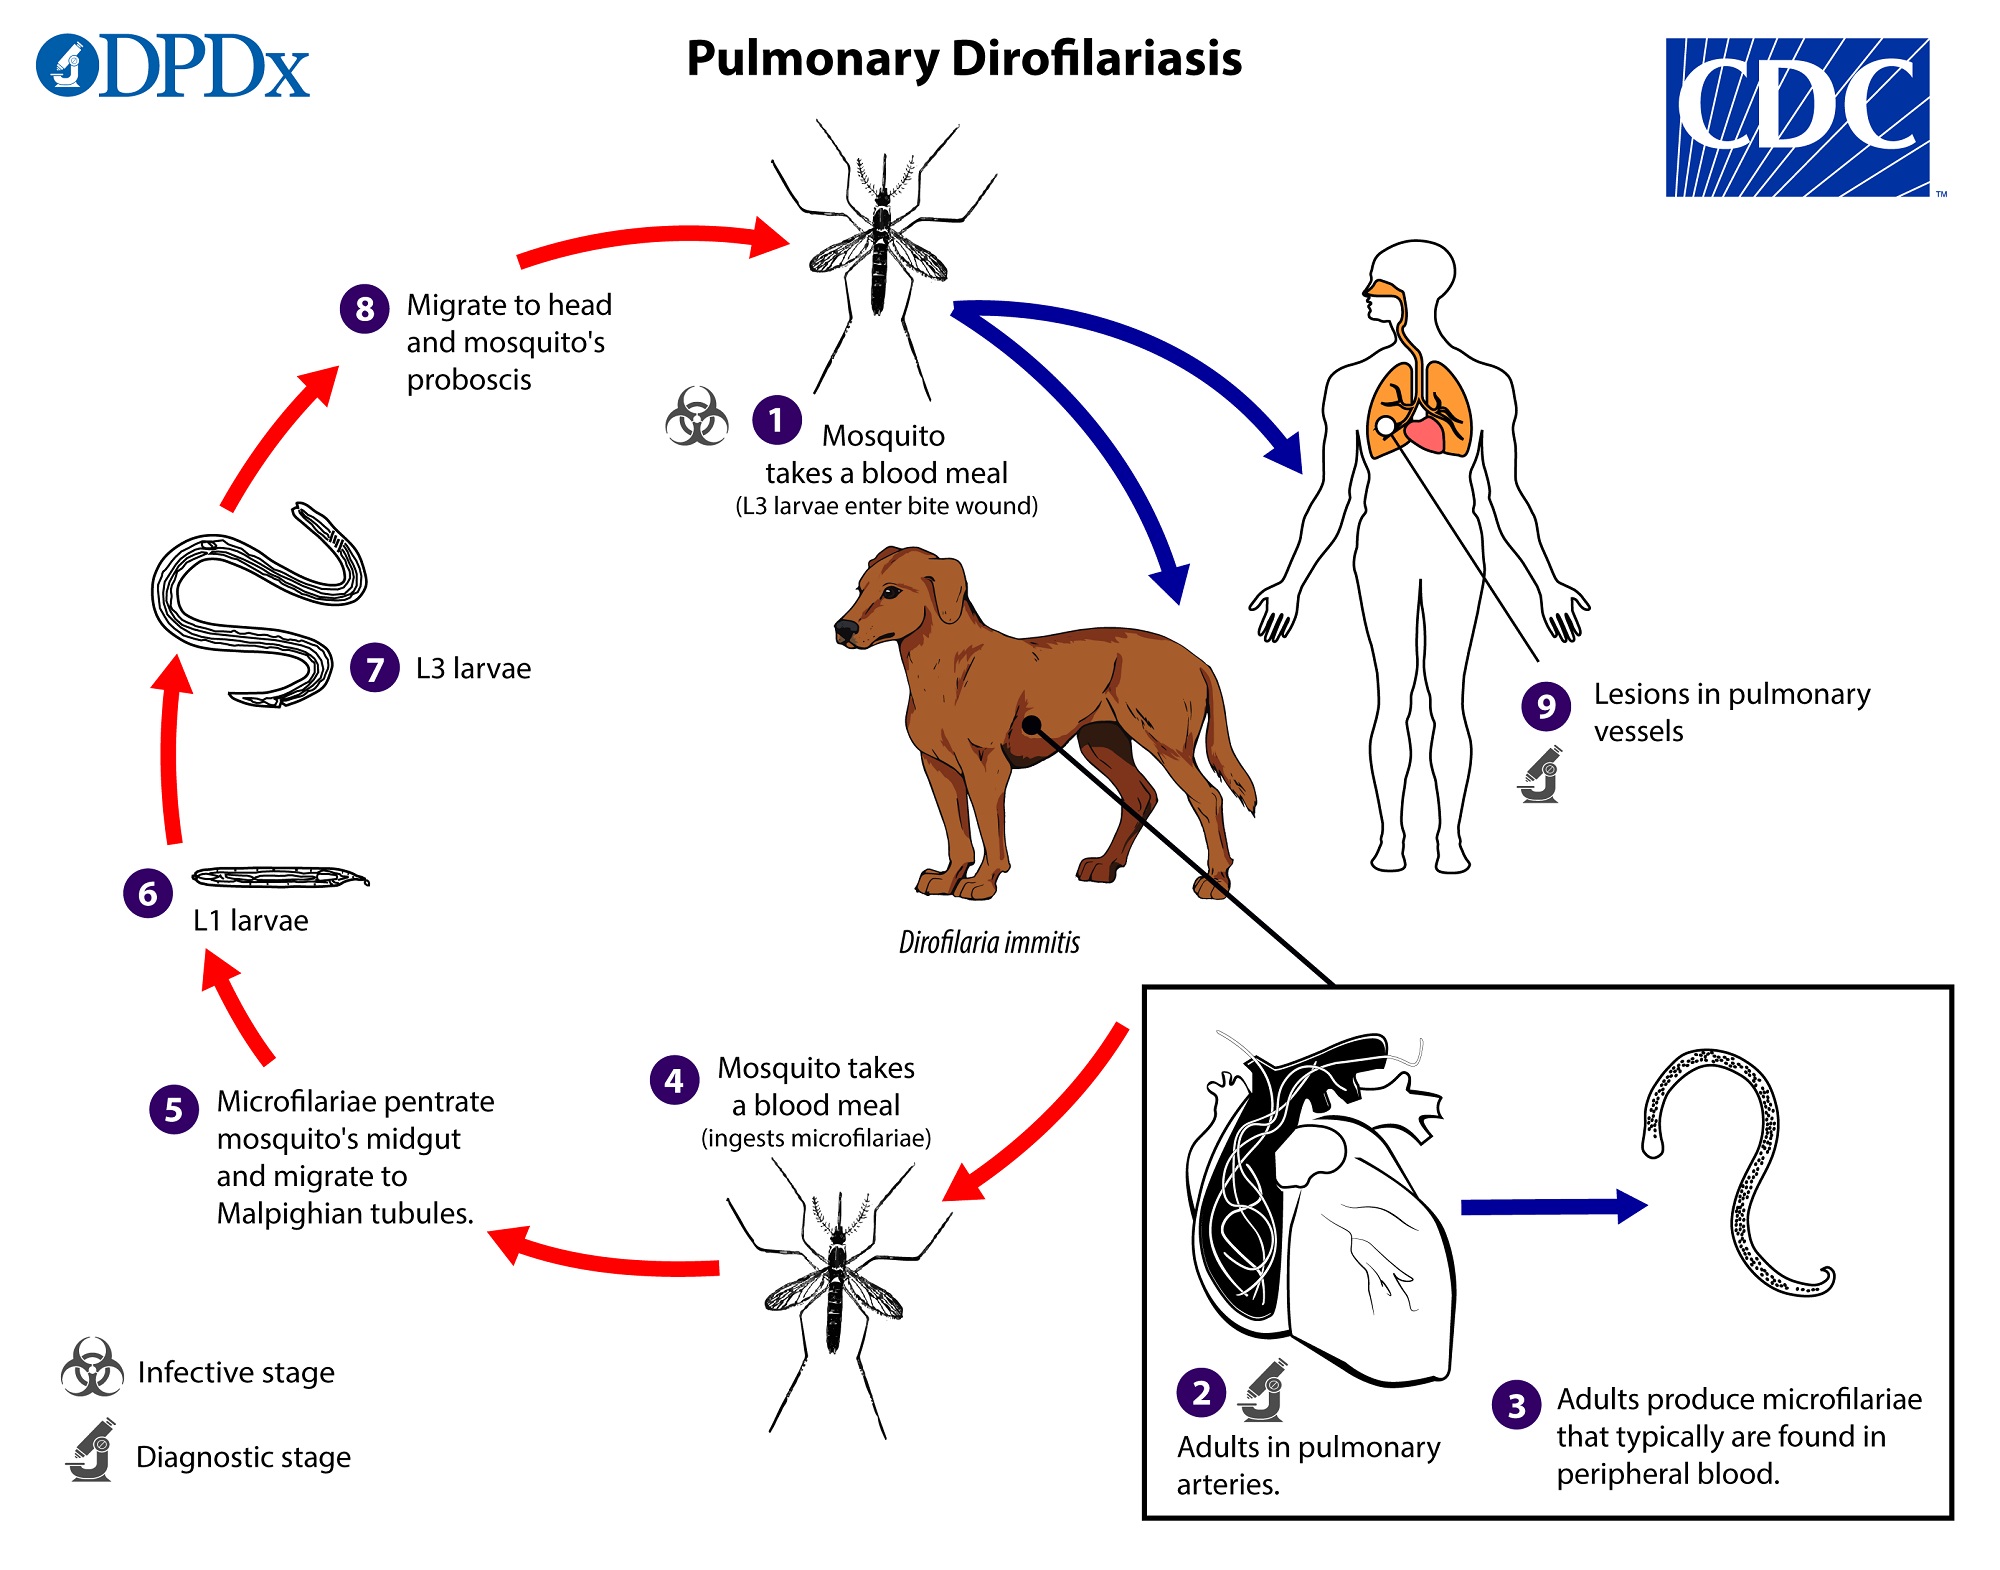 DPDx
Pulmonary Dirofilariasis
CDC
TM
8
Migrate to head
and mosquito's
proboscis
1
Mosquito
takes a blood meal
(L3 larvae enter bite wound)
7
L3 larvae
9
Lesions in pulmonary
vessels
6
L1 larvae
Dirofilaria immitis
5
Microfilariae pentrate
mosquito's midgut
and migrate to
Malpighian tubules.
4
Mosquito takes
a blood meal
(ingests microfilariae)
2
Adults in pulmonary
arteries.
3
Adults produce microfilariae
that typically are found in
peripheral blood.
Infective stage
Diagnostic stage